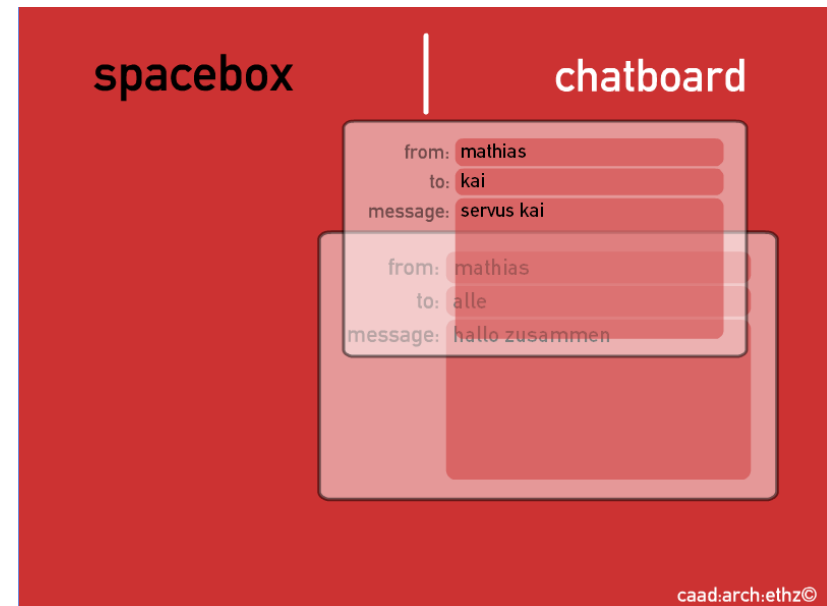 spacebox
chatboard
from: mathias
to: kai
message: servus kai
from: mathias
to: alle
message: hallo zusammen
caad:arch:ethz©